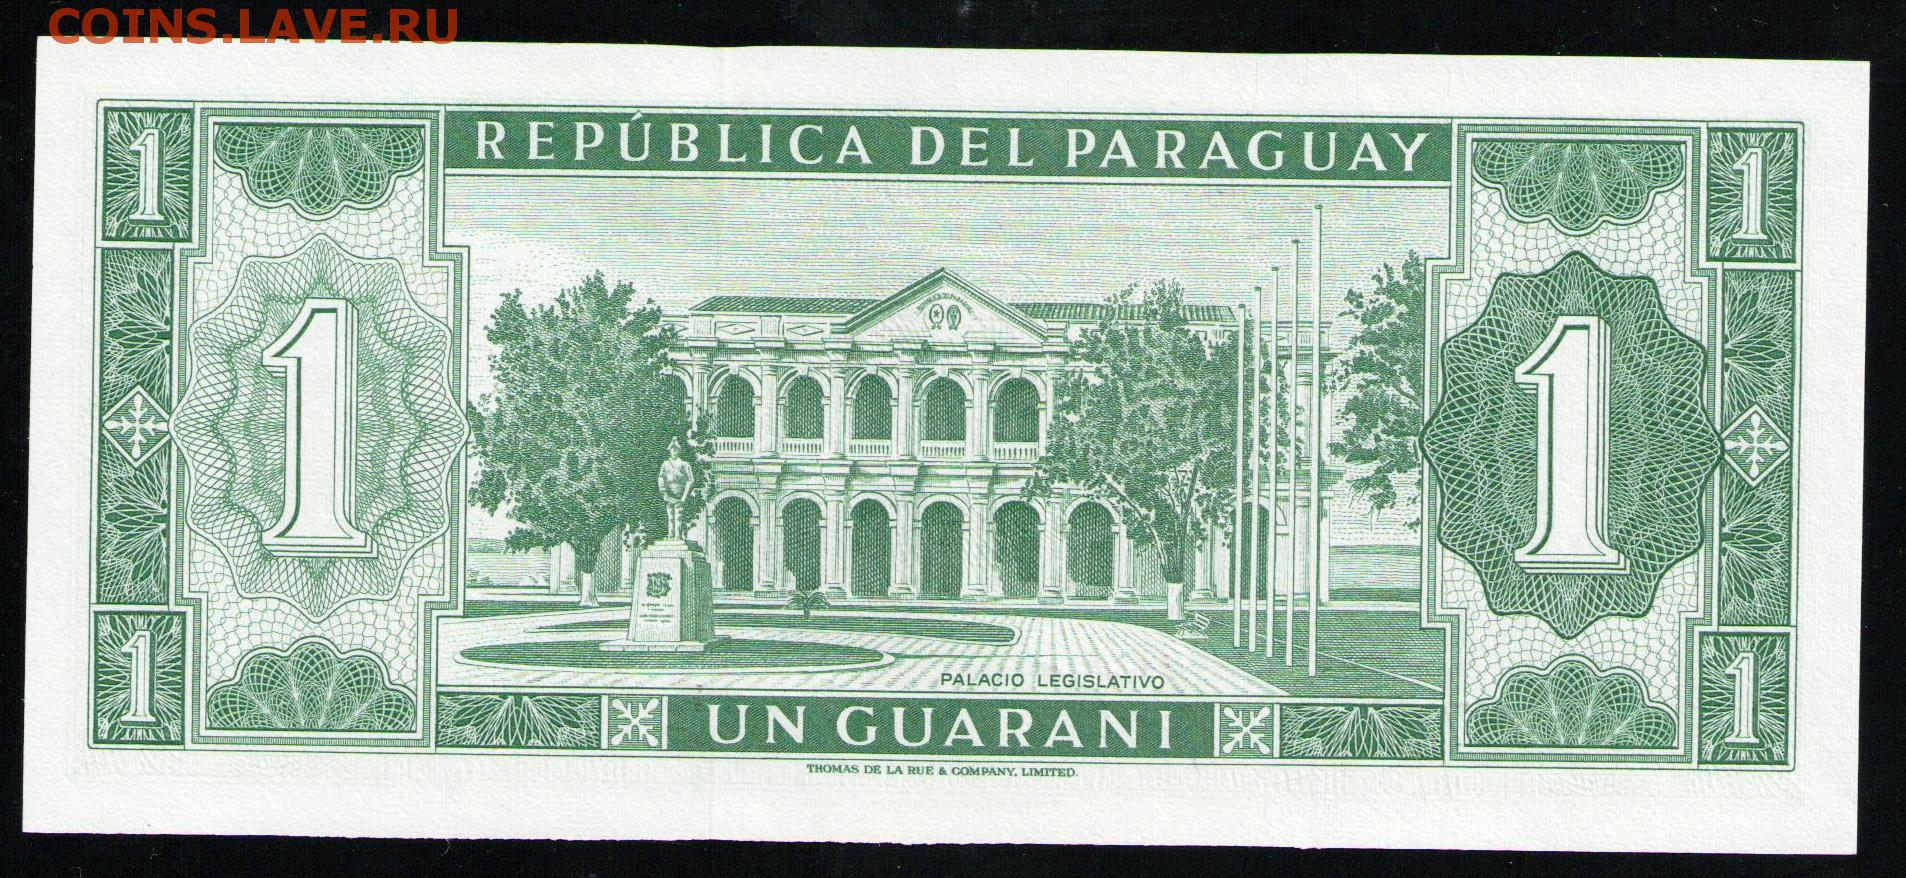 COINS.LAVE.RU
1 REPÚBLICA DEL PARAGUAY 1
1 1
PALACIO LEGISLATIVO
1 UN GUARANI 1
THOMAS DE LA RUE & COMPANY, LIMITED.